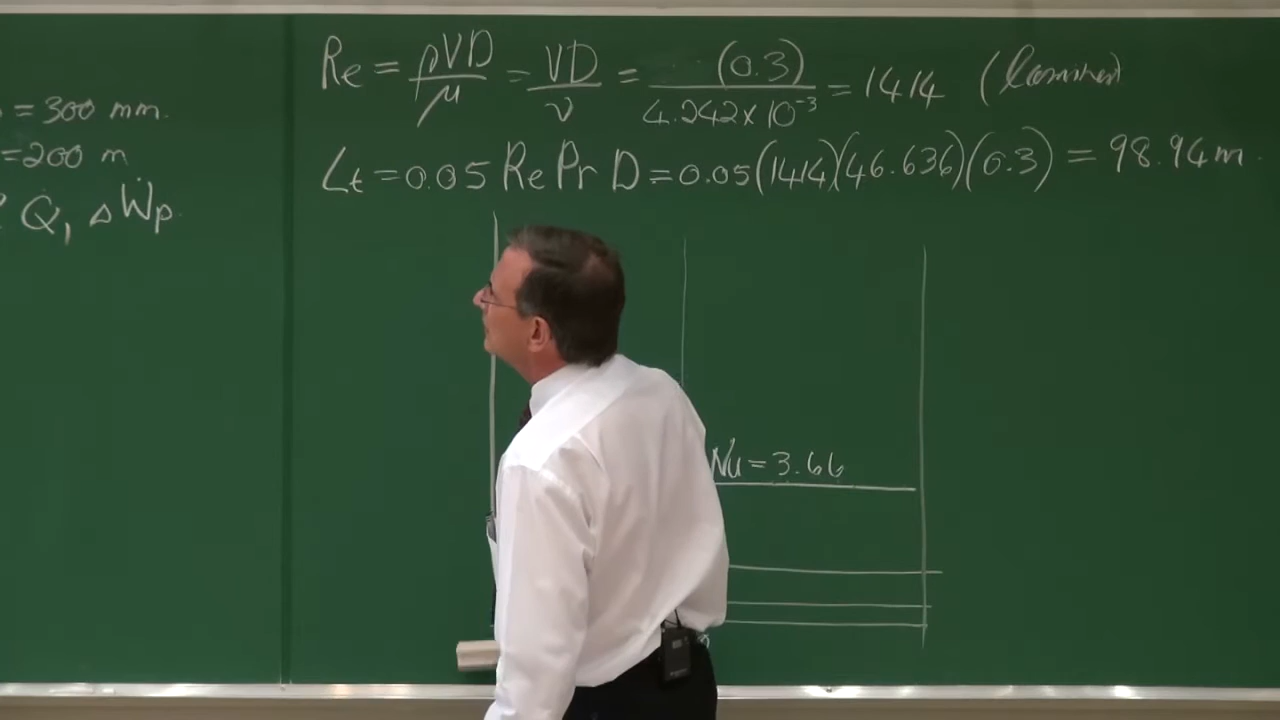 = 300 mm.
= 200 m
Q̇, ΔẆp
Re = ρVD/μ = VD/ν = (0.3)/4.242×10⁻³ = 1414 (laminar)
Lt = 0.05 Re Pr D = 0.05(1414)(46.636)(0.3) = 98.94 m.
Nu = 3.66